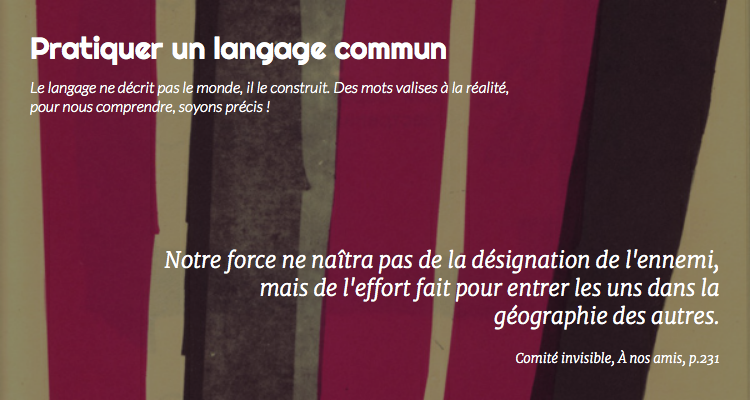 Pratiquer un langage commun
Le langage ne décrit pas le monde, il le construit. Des mots valises à la réalité,
pour nous comprendre, soyons précis !
Notre force ne naîtra pas de la désignation de l'ennemi,
mais de l'effort fait pour entrer les uns dans la
géographie des autres.
Comité invisible, À nos amis, p.231